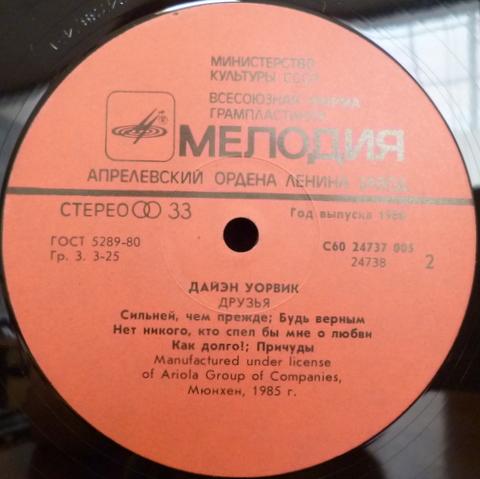 МИНИСТЕРСТВО
КУЛЬТУРЫ СССР
ВСЕСОЮЗНАЯ ФИРМА
ГРАМПЛАСТИНОК
МЕЛОДИЯ
АПРЕЛЕВСКИЙ ОРДЕНА ЛЕНИНА ЗАВОД
СТЕРЕО 33
Год выпуска
ГОСТ 5289-80
Гр. 3. 3-25
С60 24737 005
24738
2
ДАЙЭН УОРВИК
ДРУЗЬЯ
Сильней, чем прежде; Будь верным
Нет никого, кто спел бы мне о любви
Как долго!; Причуды
Manufactured under license
of Ariola Group of Companies,
Мюнхен, 1985 г.